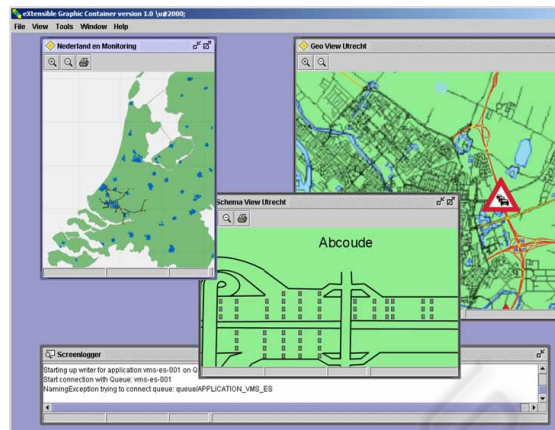 eXtensible Graphic Container version 1.0 \u#2000;
File View Tools Window Help
Nederland en Monitoring
Geo View Utrecht
Schema View Utrecht
Abcoude
Screenlogger
Starting up writer for application vms-es-001 on Q
Start connection with Queue: vms-es-001
NamingException trying to connect queue: queue/APPLICATION_VMS_ES